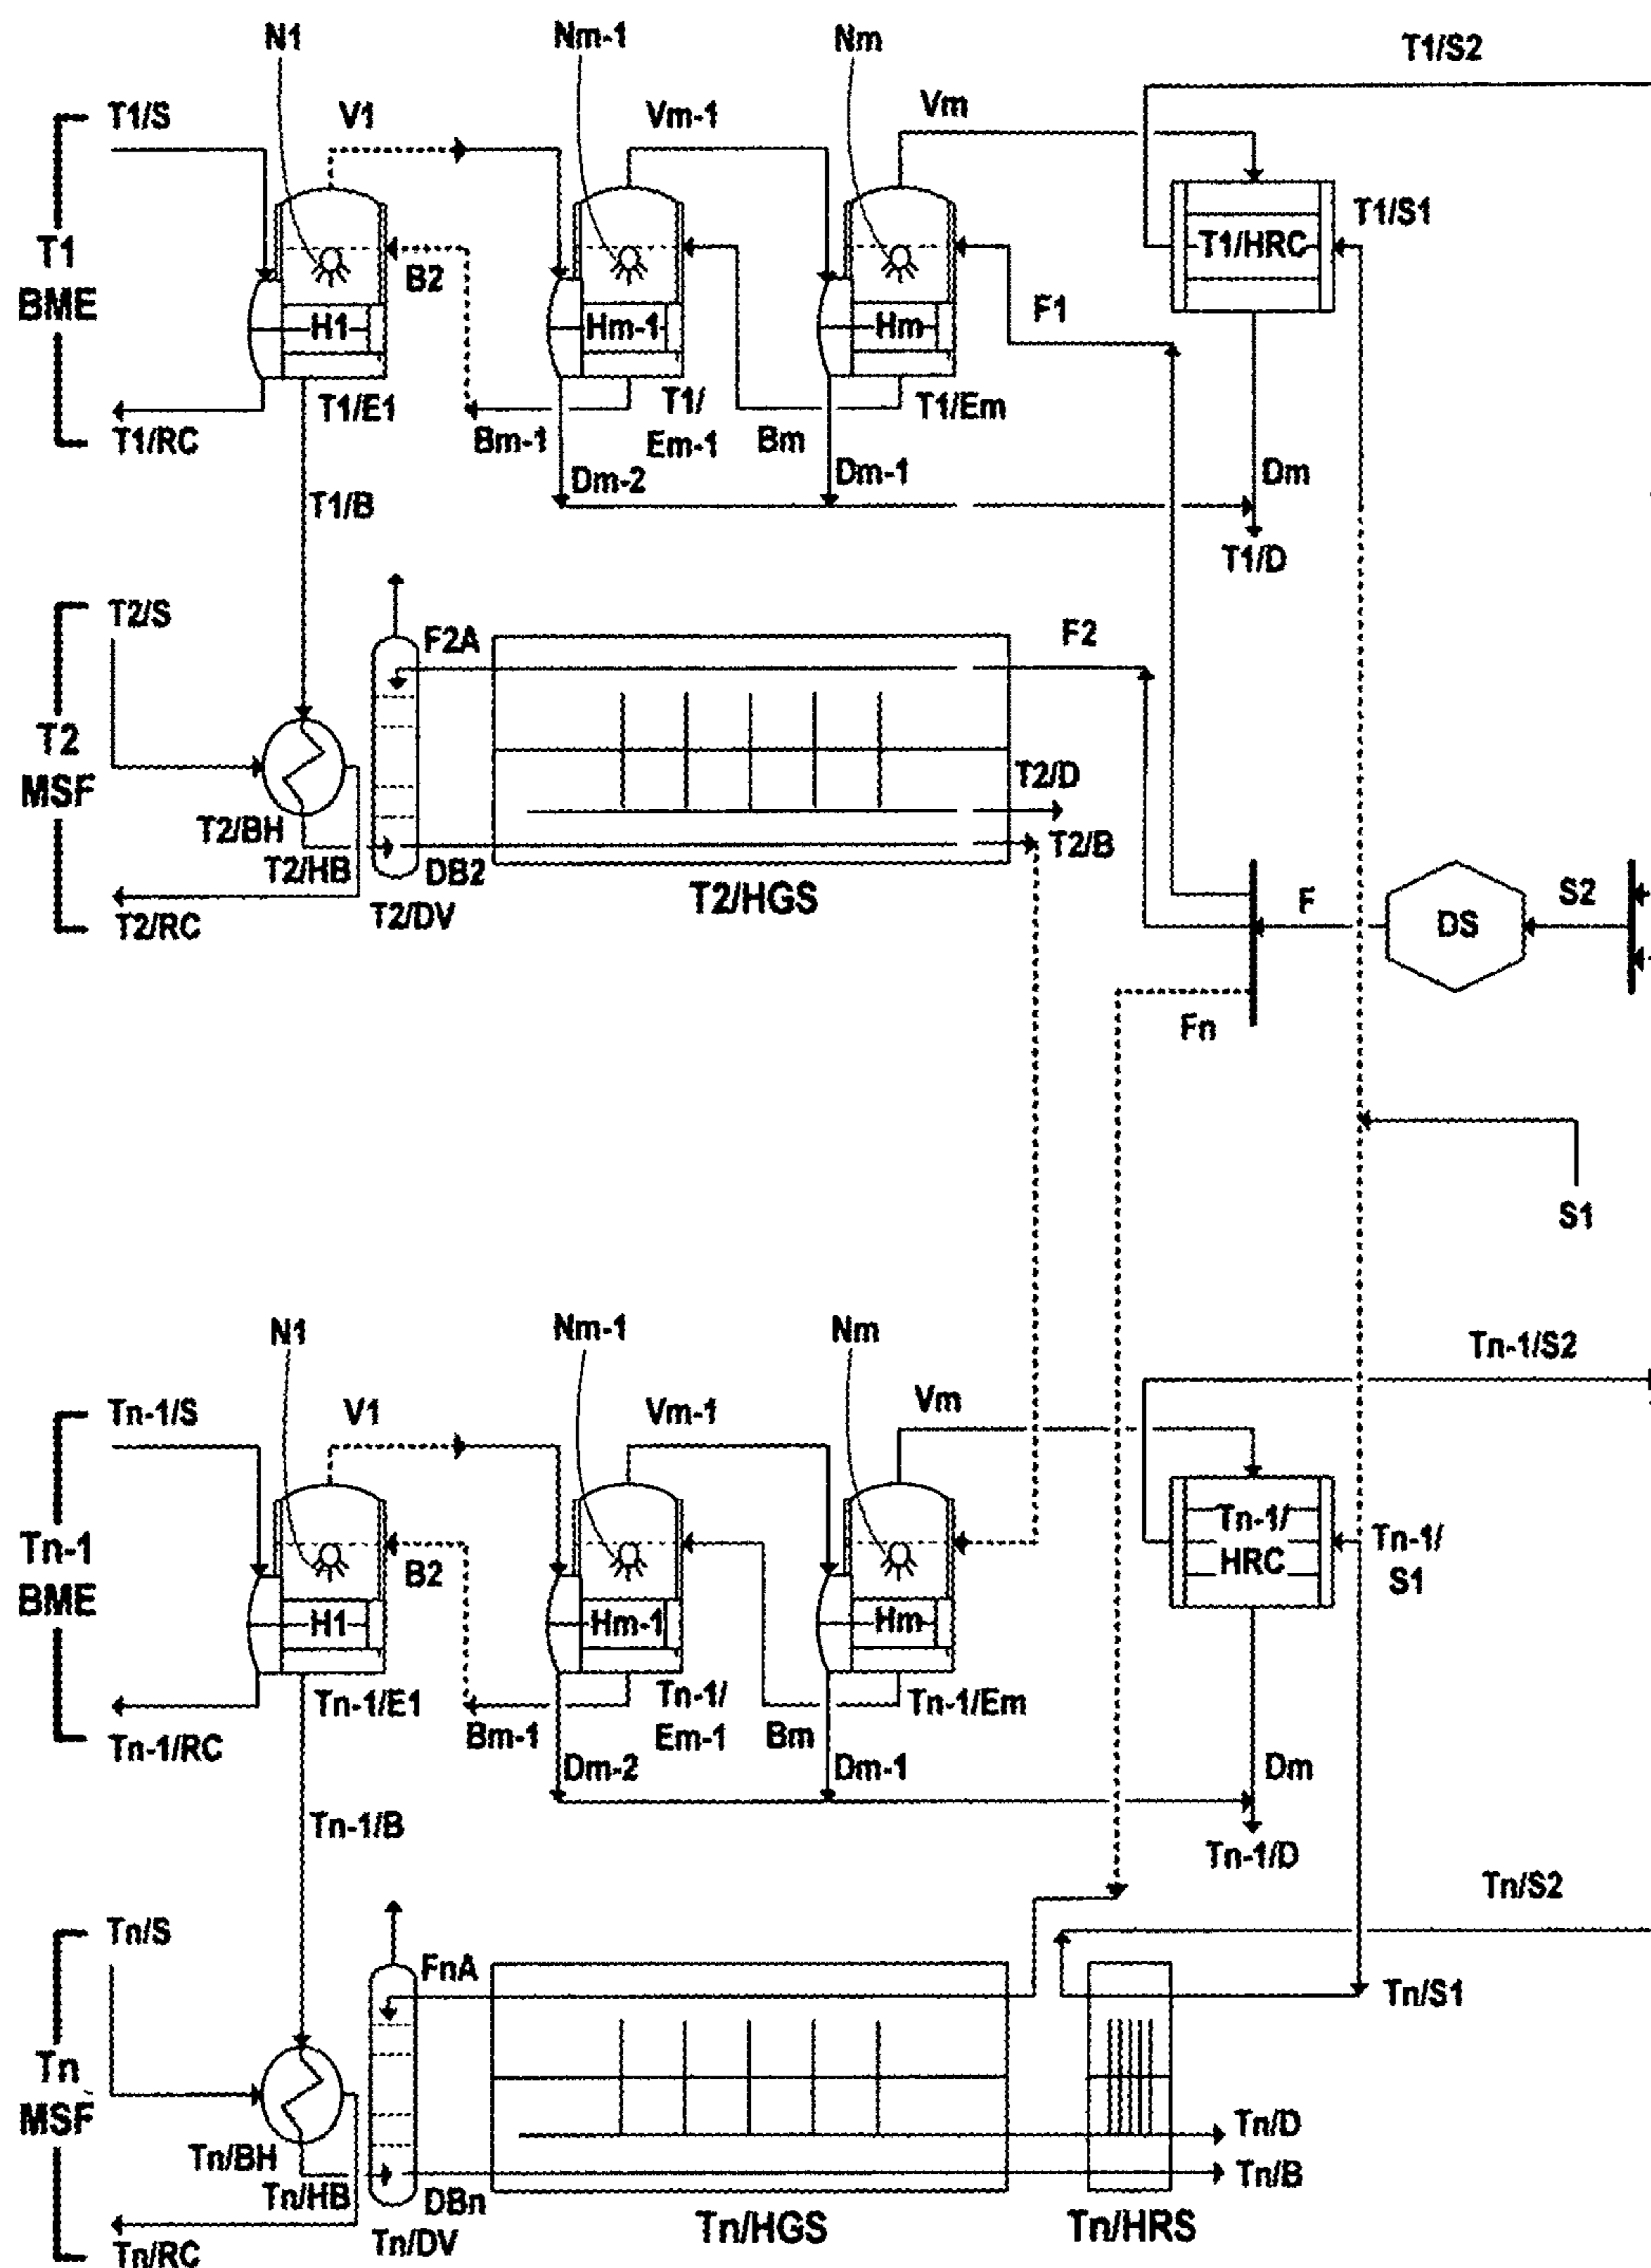 N1
Nm-1
Nm
T1/S2
T1/S
V1
Vm-1
Vm
T1/S1
T1/HRC
T1
BME
B2
F1
H1
Hm-1
Hm
T1/E1
T1/
Em-1
T1/Em
T1/RC
Bm-1
Bm
Dm-2
Dm-1
Dm
T1/B
T1/D
T2/S
F2A
F2
T2
MSF
T2/D
T2/BH
T2/HB
T2/B
DB2
T2/RC
T2/DV
T2/HGS
F
DS
S2
Fn
S1
N1
Nm-1
Nm
Tn-1/S2
Tn-1/S
V1
Vm-1
Vm
Tn-1
BME
B2
Tn-1/
HRC
Tn-1/
S1
H1
Hm-1
Hm
Tn-1/E1
Tn-1/
Em-1
Tn-1/Em
Tn-1/RC
Bm-1
Bm
Dm-2
Dm-1
Dm
Tn-1/B
Tn-1/D
Tn/S2
Tn/S
FnA
Tn/S1
Tn
MSF
Tn/D
Tn/BH
Tn/HB
Tn/B
DBn
Tn/RC
Tn/DV
Tn/HGS
Tn/HRS